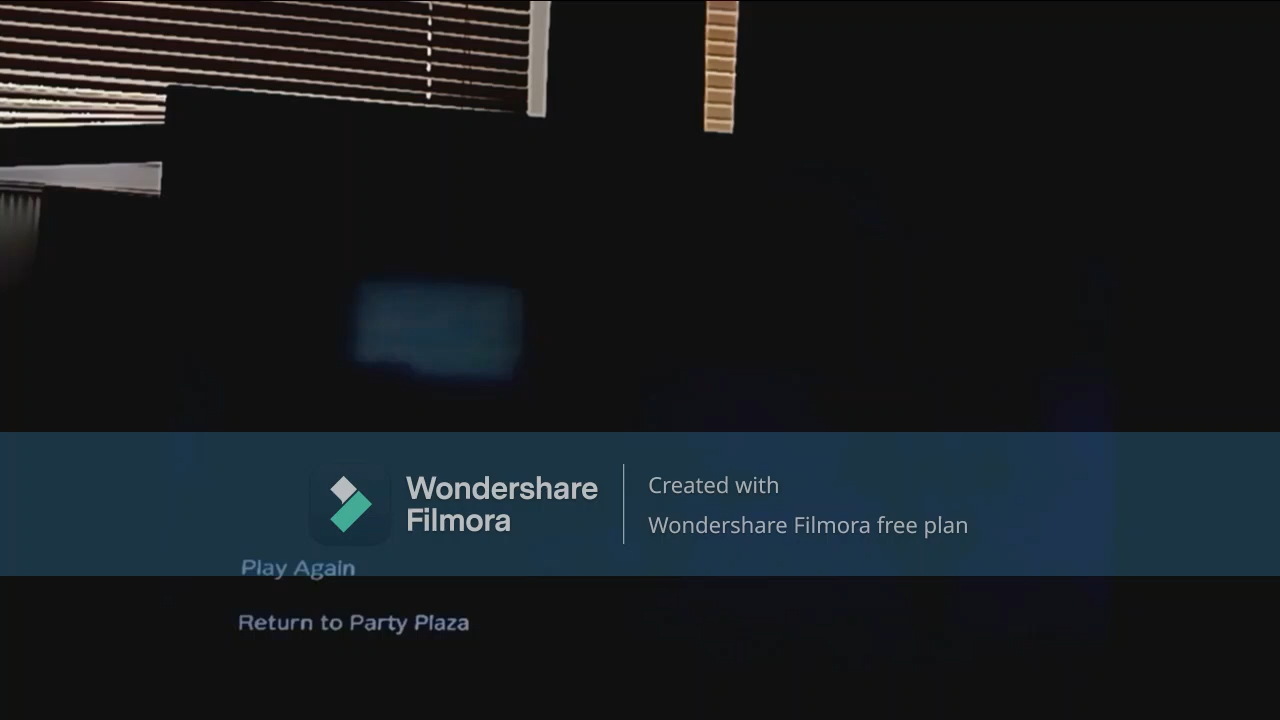 Wondershare
Filmora
Created with
Wondershare Filmora free plan
Play Again
Return to Party Plaza